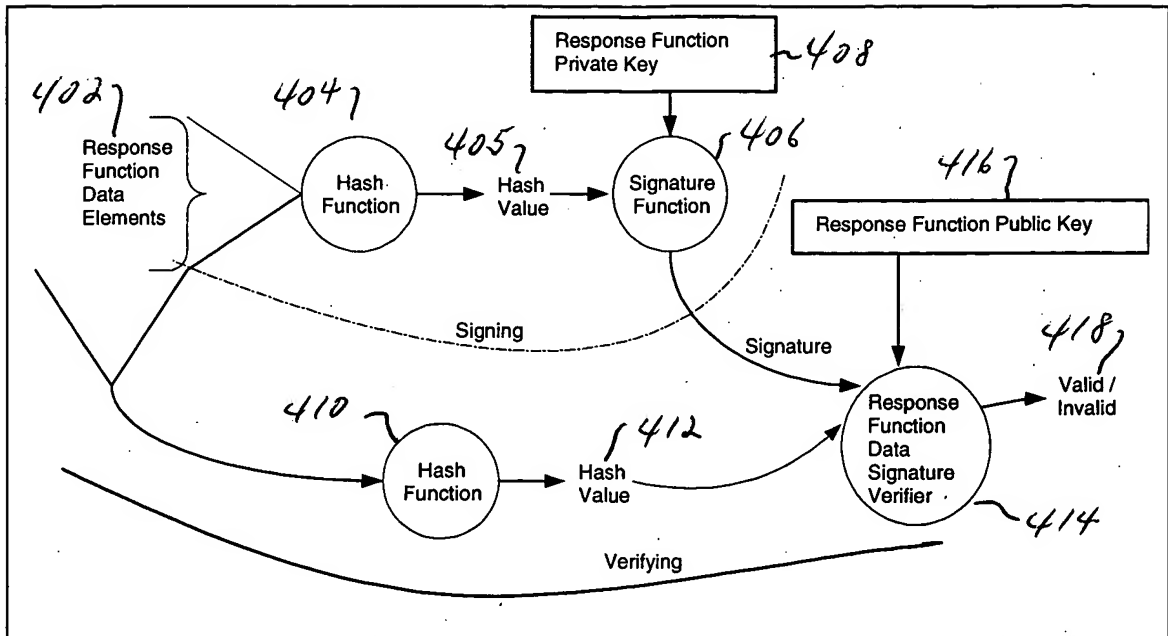 Response Function
Private Key
408
402
404
405
406
416
Response
Function
Data
Elements
Hash
Function
Hash
Value
Signature
Function
Response Function Public Key
Signing
Signature
418
Valid /
Invalid
410
412
Hash
Function
Hash
Value
Response
Function
Data
Signature
Verifier
414
Verifying